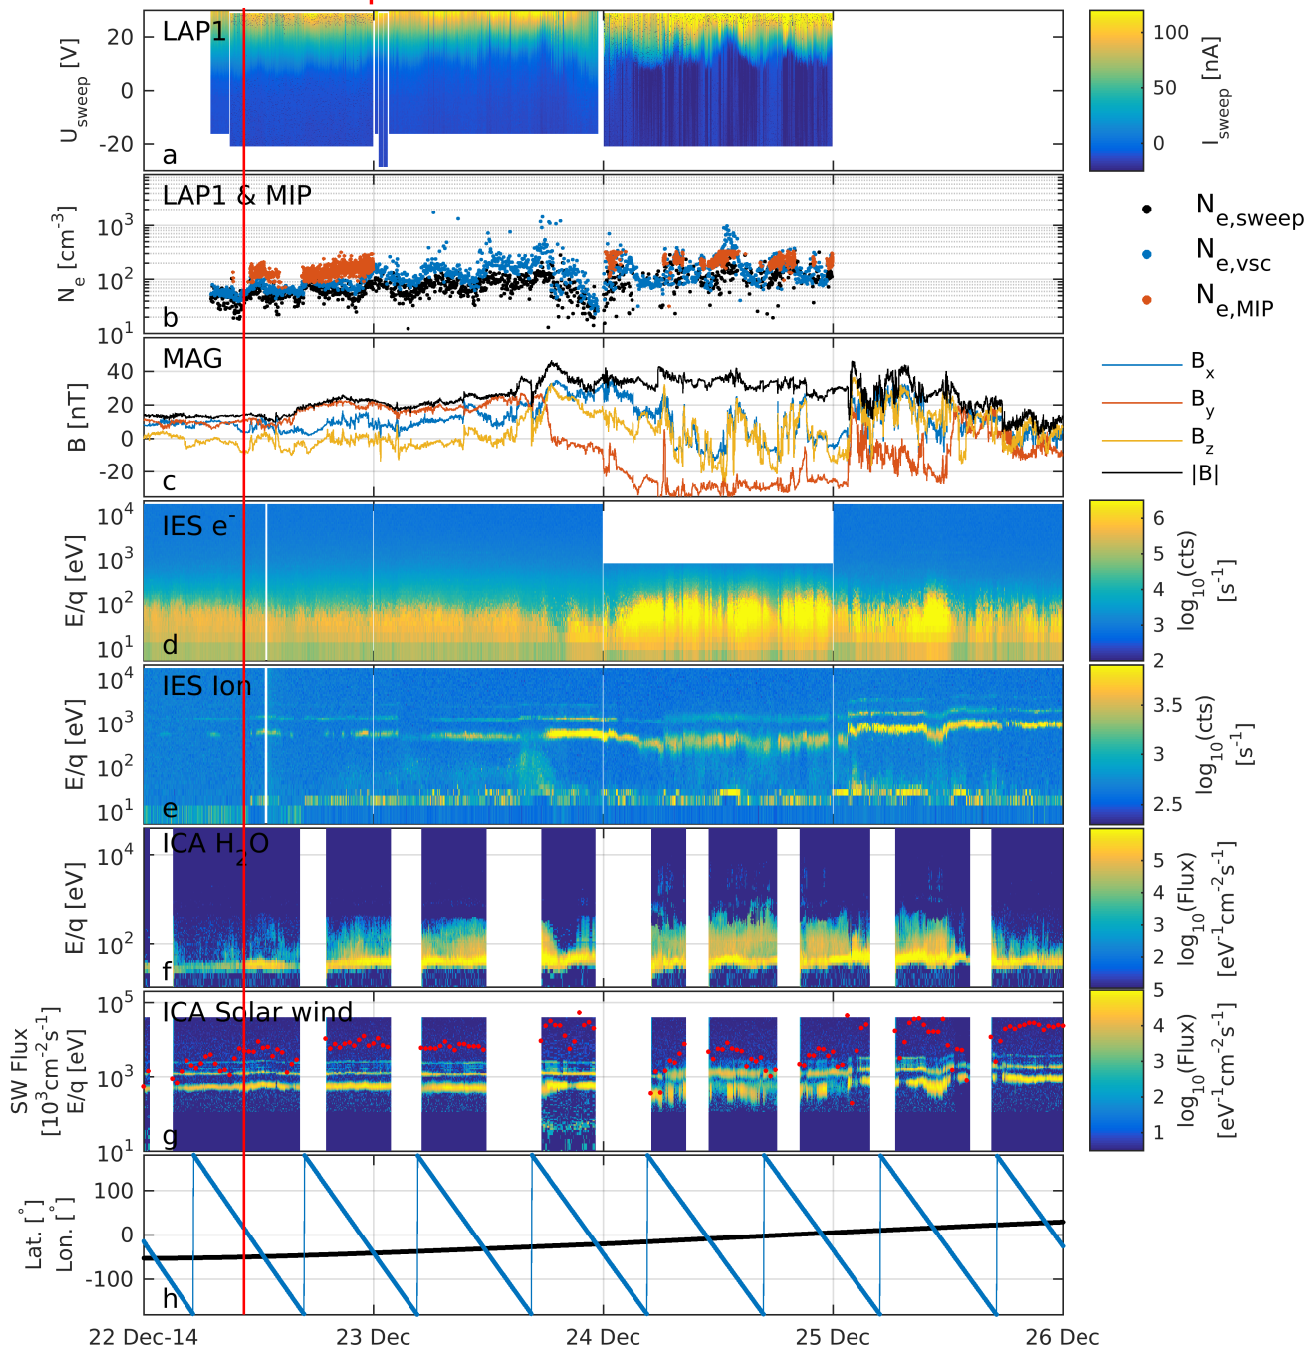 LAP1
20
0
-20
U_sweep [V]
a
100
50
0
I_sweep [nA]
LAP1 & MIP
10^3
10^2
10^1
N_e [cm^-3]
b
N_e,sweep
N_e,vsc
N_e,MIP
MAG
40
20
0
-20
B [nT]
c
B_x
B_y
B_z
|B|
IES e^-
10^4
10^3
10^2
10^1
E/q [eV]
d
6
5
4
3
2
log_10(cts)
[s^-1]
IES Ion
10^4
10^3
10^2
10^1
E/q [eV]
e
3.5
3
2.5
log_10(cts)
[s^-1]
ICA H_2O
10^4
10^2
E/q [eV]
f
5
4
3
2
log_10(Flux)
[eV^-1cm^-2s^-1]
ICA Solar wind
10^5
10^3
10^1
SW Flux
[10^3cm^-2s^-1]
E/q [eV]
g
5
4
3
2
1
log_10(Flux)
[eV^-1cm^-2s^-1]
100
0
-100
Lat. [°]
Lon. [°]
h
22 Dec-14
23 Dec
24 Dec
25 Dec
26 Dec